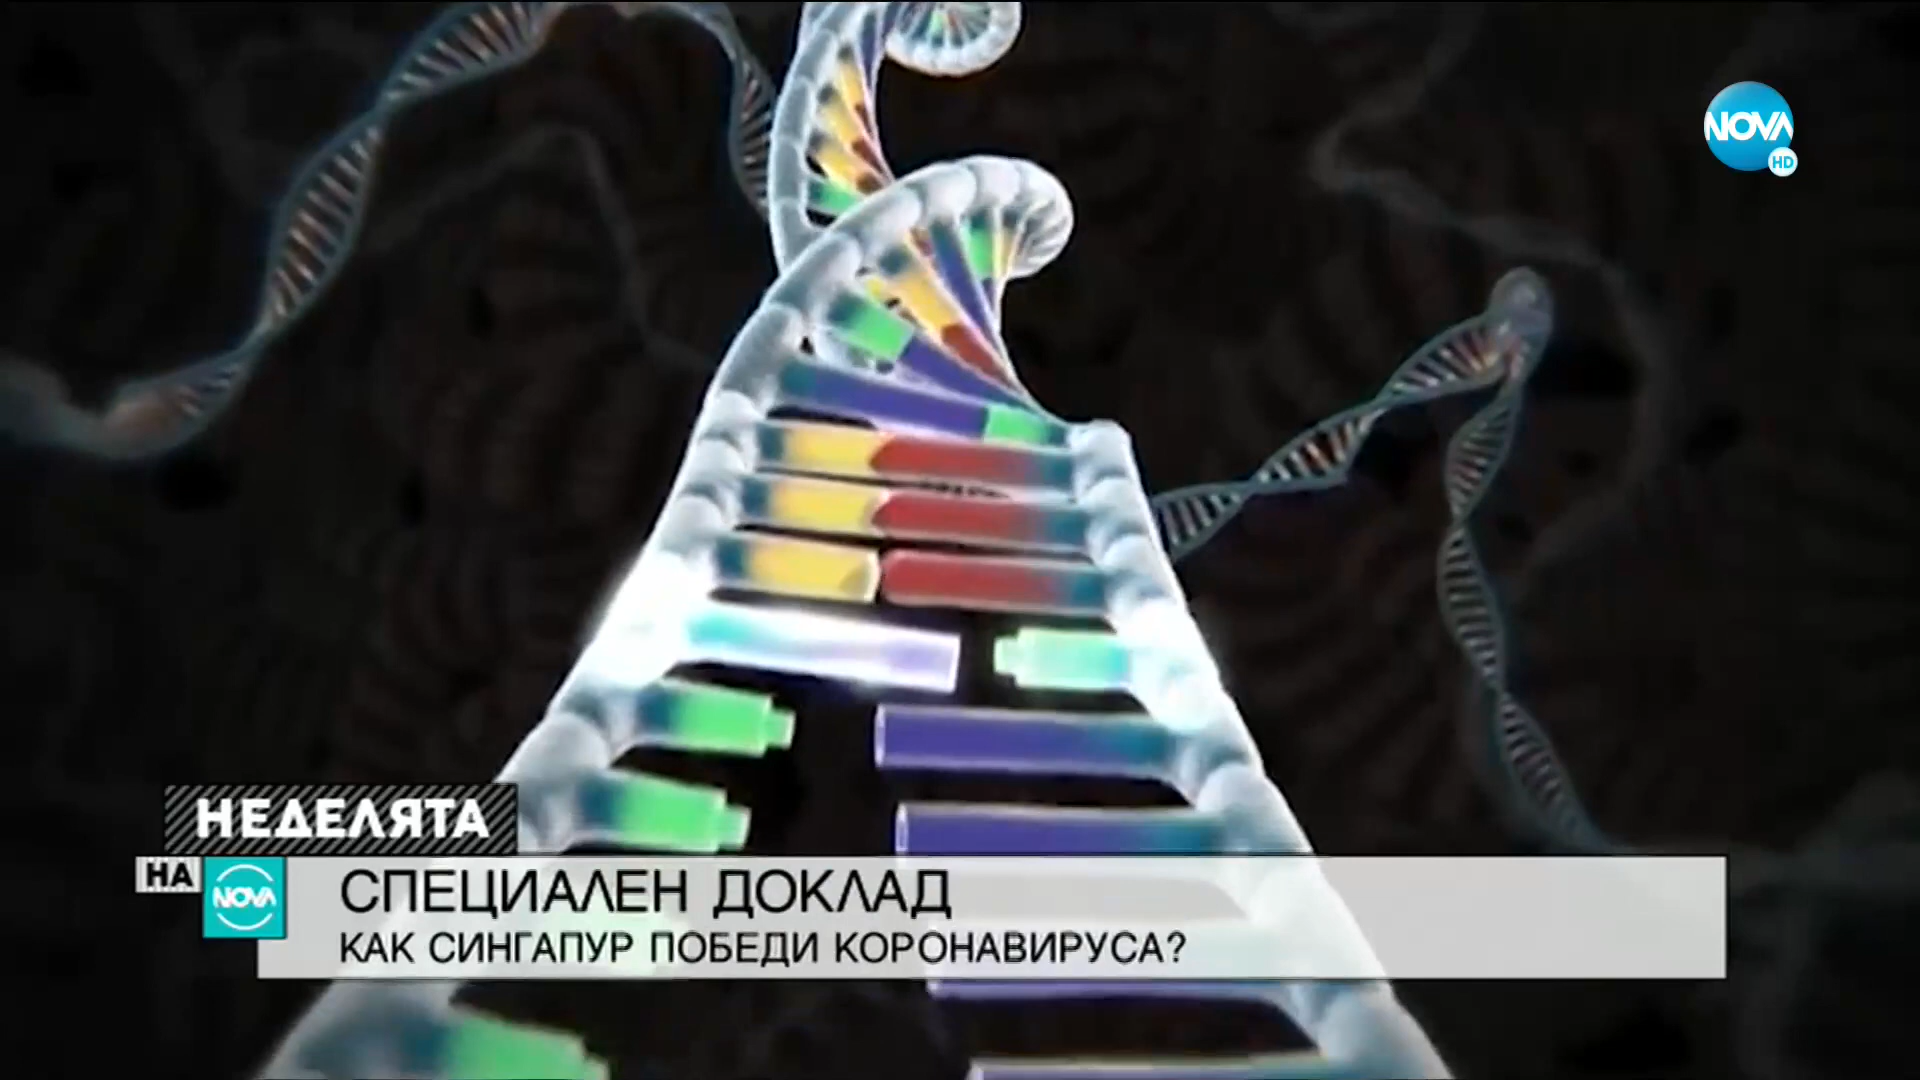 NOVA
HD
НЕДЕЛЯТА
НА
NOVA
СПЕЦИАЛЕН ДОКЛАД
КАК СИНГАПУР ПОБЕДИ КОРОНАВИРУСА?